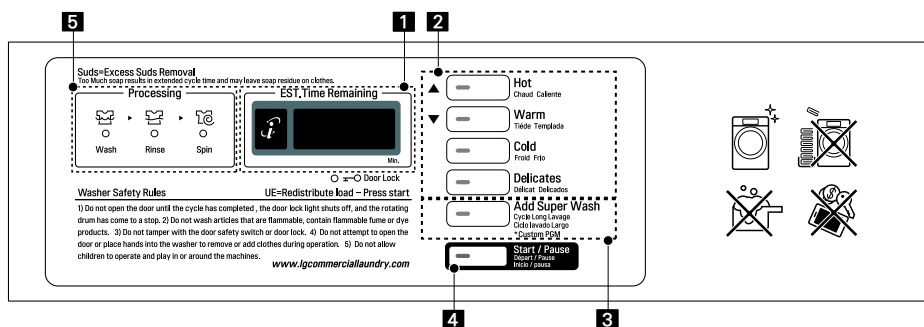 5
1
2
Suds=Excess Suds Removal
Too Much soap results in extended cycle time and may leave soap residue on clothes.
Processing
Wash
Rinse
Spin
EST.Time Remaining
i
Min.
Door Lock
Washer Safety Rules
UE=Redistribute load – Press start
1) Do not open the door until the cycle has completed , the door lock light shuts off, and the rotating
drum has come to a stop. 2) Do not wash articles that are flammable, contain flammable fume or dye
products. 3) Do not tamper with the door safety switch or door lock. 4) Do not attempt to open the
door or place hands into the washer to remove or add clothes during operation. 5) Do not allow
children to operate and play in or around the machines.
www.lgcommerciallaundry.com
Hot
Chaud Caliente
Warm
Tiède Templada
Cold
Froid Frío
Delicates
Délicat Delicados
Add Super Wash
Cycle Long Lavage
Ciclo lavado Largo
*Custom PGM
Start / Pause
Départ / Pause
Inicio / pausa
4
3